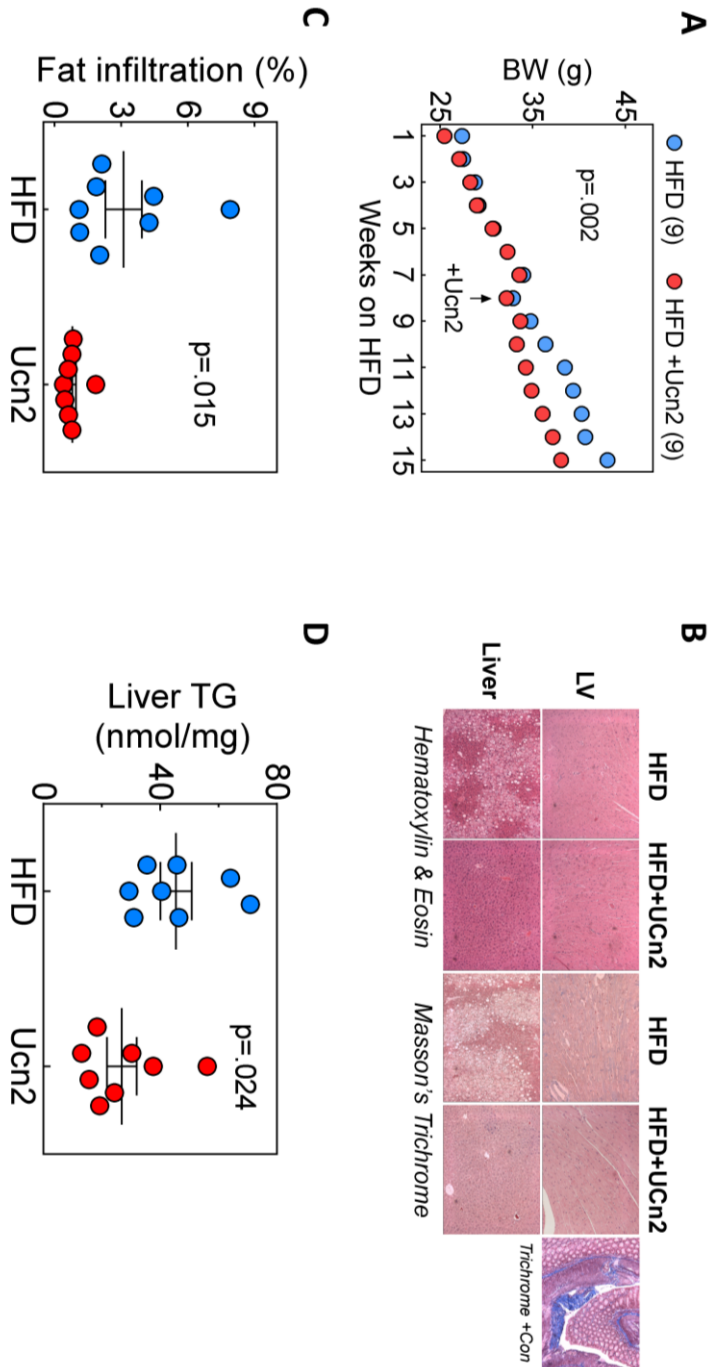 A
HFD (9) HFD +Ucn2 (9)
BW (g)
45
35
25
p=.002
+Ucn2
1 3 5 7 9 11 13 15
Weeks on HFD
B
HFD HFD+UCn2 HFD HFD+UCn2
LV
Liver
Hematoxylin & Eosin Masson's Trichrome
Trichrome +Con
C
Fat infiltration (%)
9
6
3
0
p=.015
HFD Ucn2
D
Liver TG
(nmol/mg)
80
40
0
p=.024
HFD Ucn2